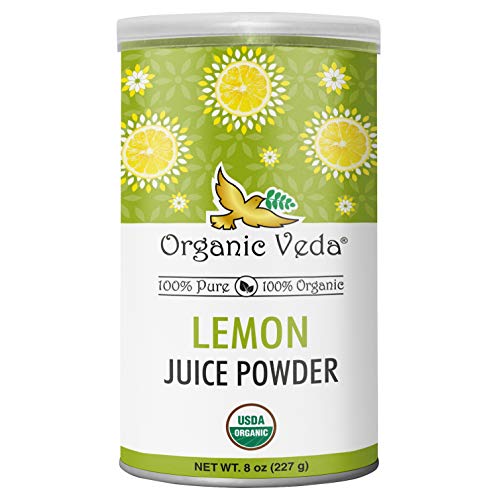 Organic Veda®
100% Pure 100% Organic
LEMON
JUICE POWDER
USDA
ORGANIC
NET WT. 8 oz (227 g)